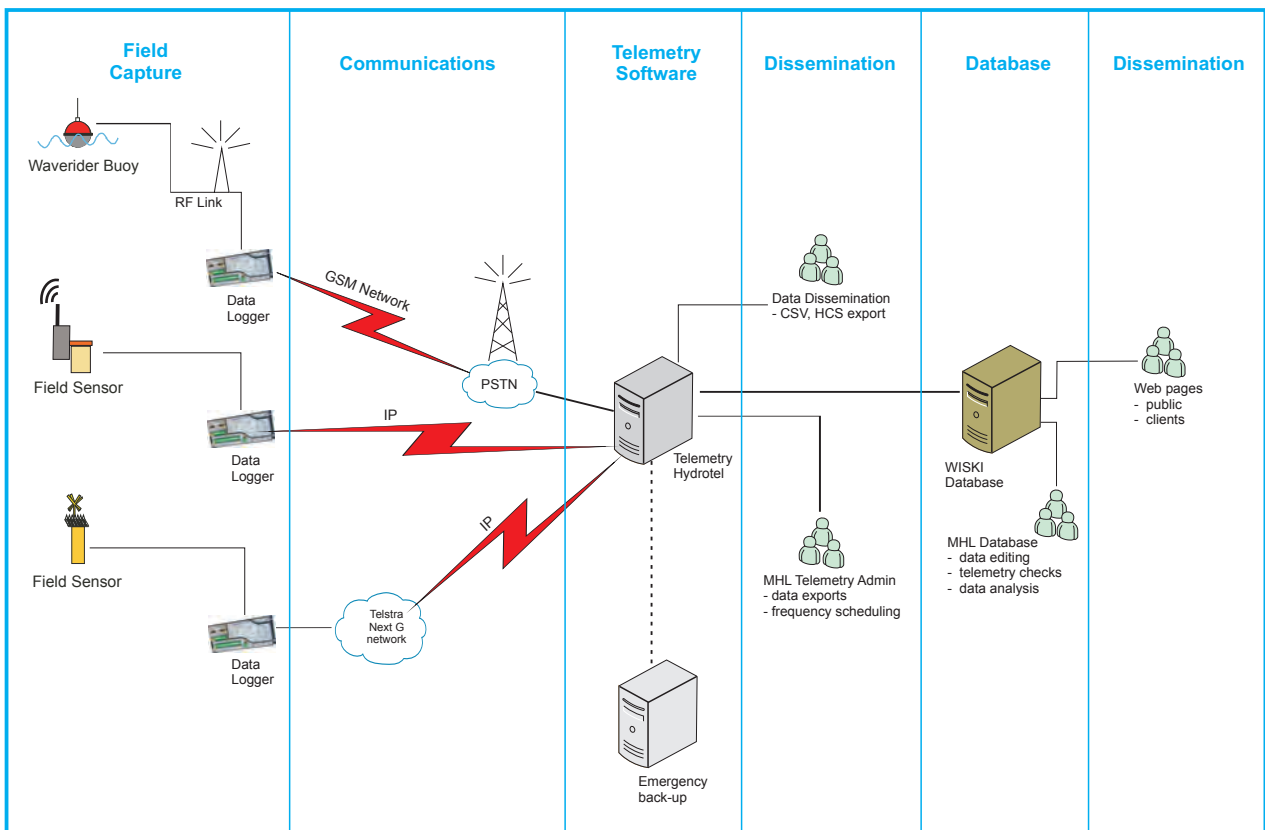 Field
Capture
Communications
Telemetry
Software
Dissemination
Database
Dissemination
Waverider Buoy
RF Link
Data
Logger
GSM Network
PSTN
Field Sensor
Data
Logger
IP
Field Sensor
Data
Logger
Telstra
Next G
network
IP
Telemetry
Hydrotel
Emergency
back-up
Data Dissemination
- CSV, HCS export
MHL Telemetry Admin
- data exports
- frequency scheduling
WISKI
Database
MHL Database
- data editing
- telemetry checks
- data analysis
Web pages
- public
- clients